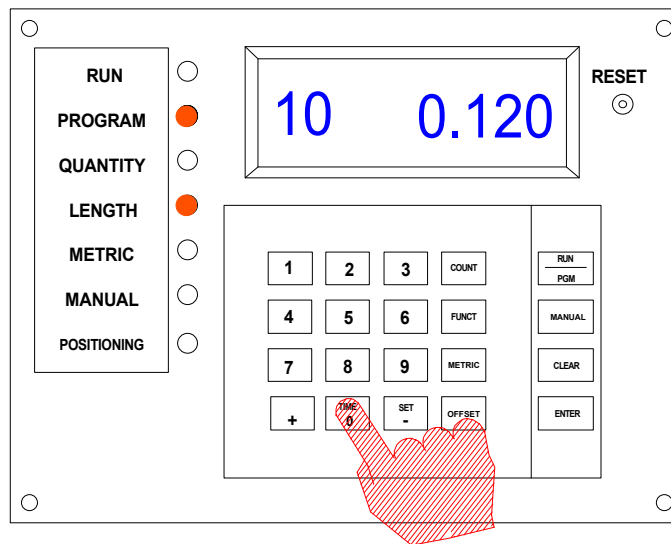 RUN
PROGRAM
QUANTITY
LENGTH
METRIC
MANUAL
POSITIONING
10 0.120
RESET
1 2 3 COUNT
4 5 6 FUNCT
7 8 9 METRIC
+ TIME 0 SET - OFFSET
RUN
PGM
MANUAL
CLEAR
ENTER